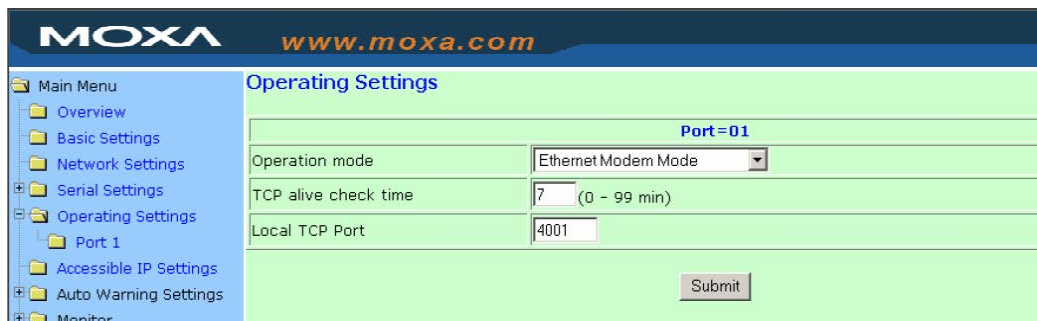 MOXA
www.moxa.com
Main Menu
Overview
Basic Settings
Network Settings
Serial Settings
Operating Settings
Port 1
Accessible IP Settings
Auto Warning Settings
Monitor
Operating Settings
Port=01
Operation mode
Ethernet Modem Mode
TCP alive check time
7 (0 - 99 min)
Local TCP Port
4001
Submit